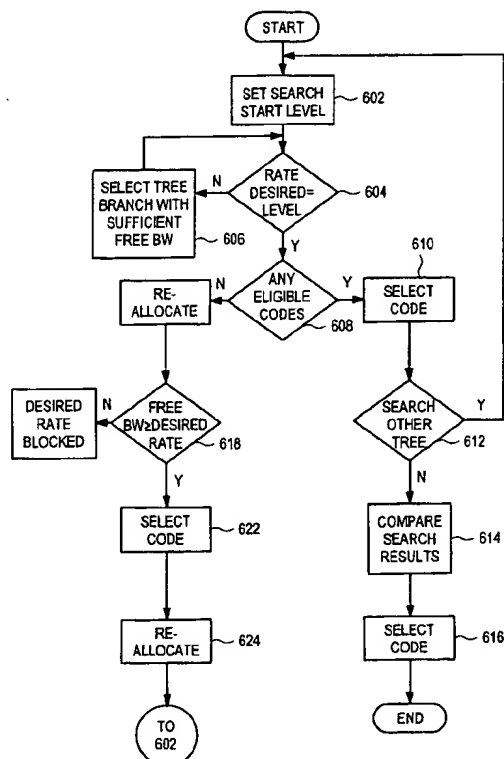 START
SET SEARCH
START LEVEL
602
SELECT TREE
BRANCH WITH
SUFFICIENT
FREE BW
606
N
RATE
DESIRED=
LEVEL
604
Y
610
RE-
ALLOCATE
N
ANY
ELIGIBLE
CODES
608
Y
SELECT
CODE
DESIRED
RATE
BLOCKED
N
FREE
BW≥DESIRED
RATE
618
SEARCH
OTHER
TREE
612
Y
Y
N
SELECT
CODE
622
COMPARE
SEARCH
RESULTS
614
RE-
ALLOCATE
624
SELECT
CODE
616
TO
602
END